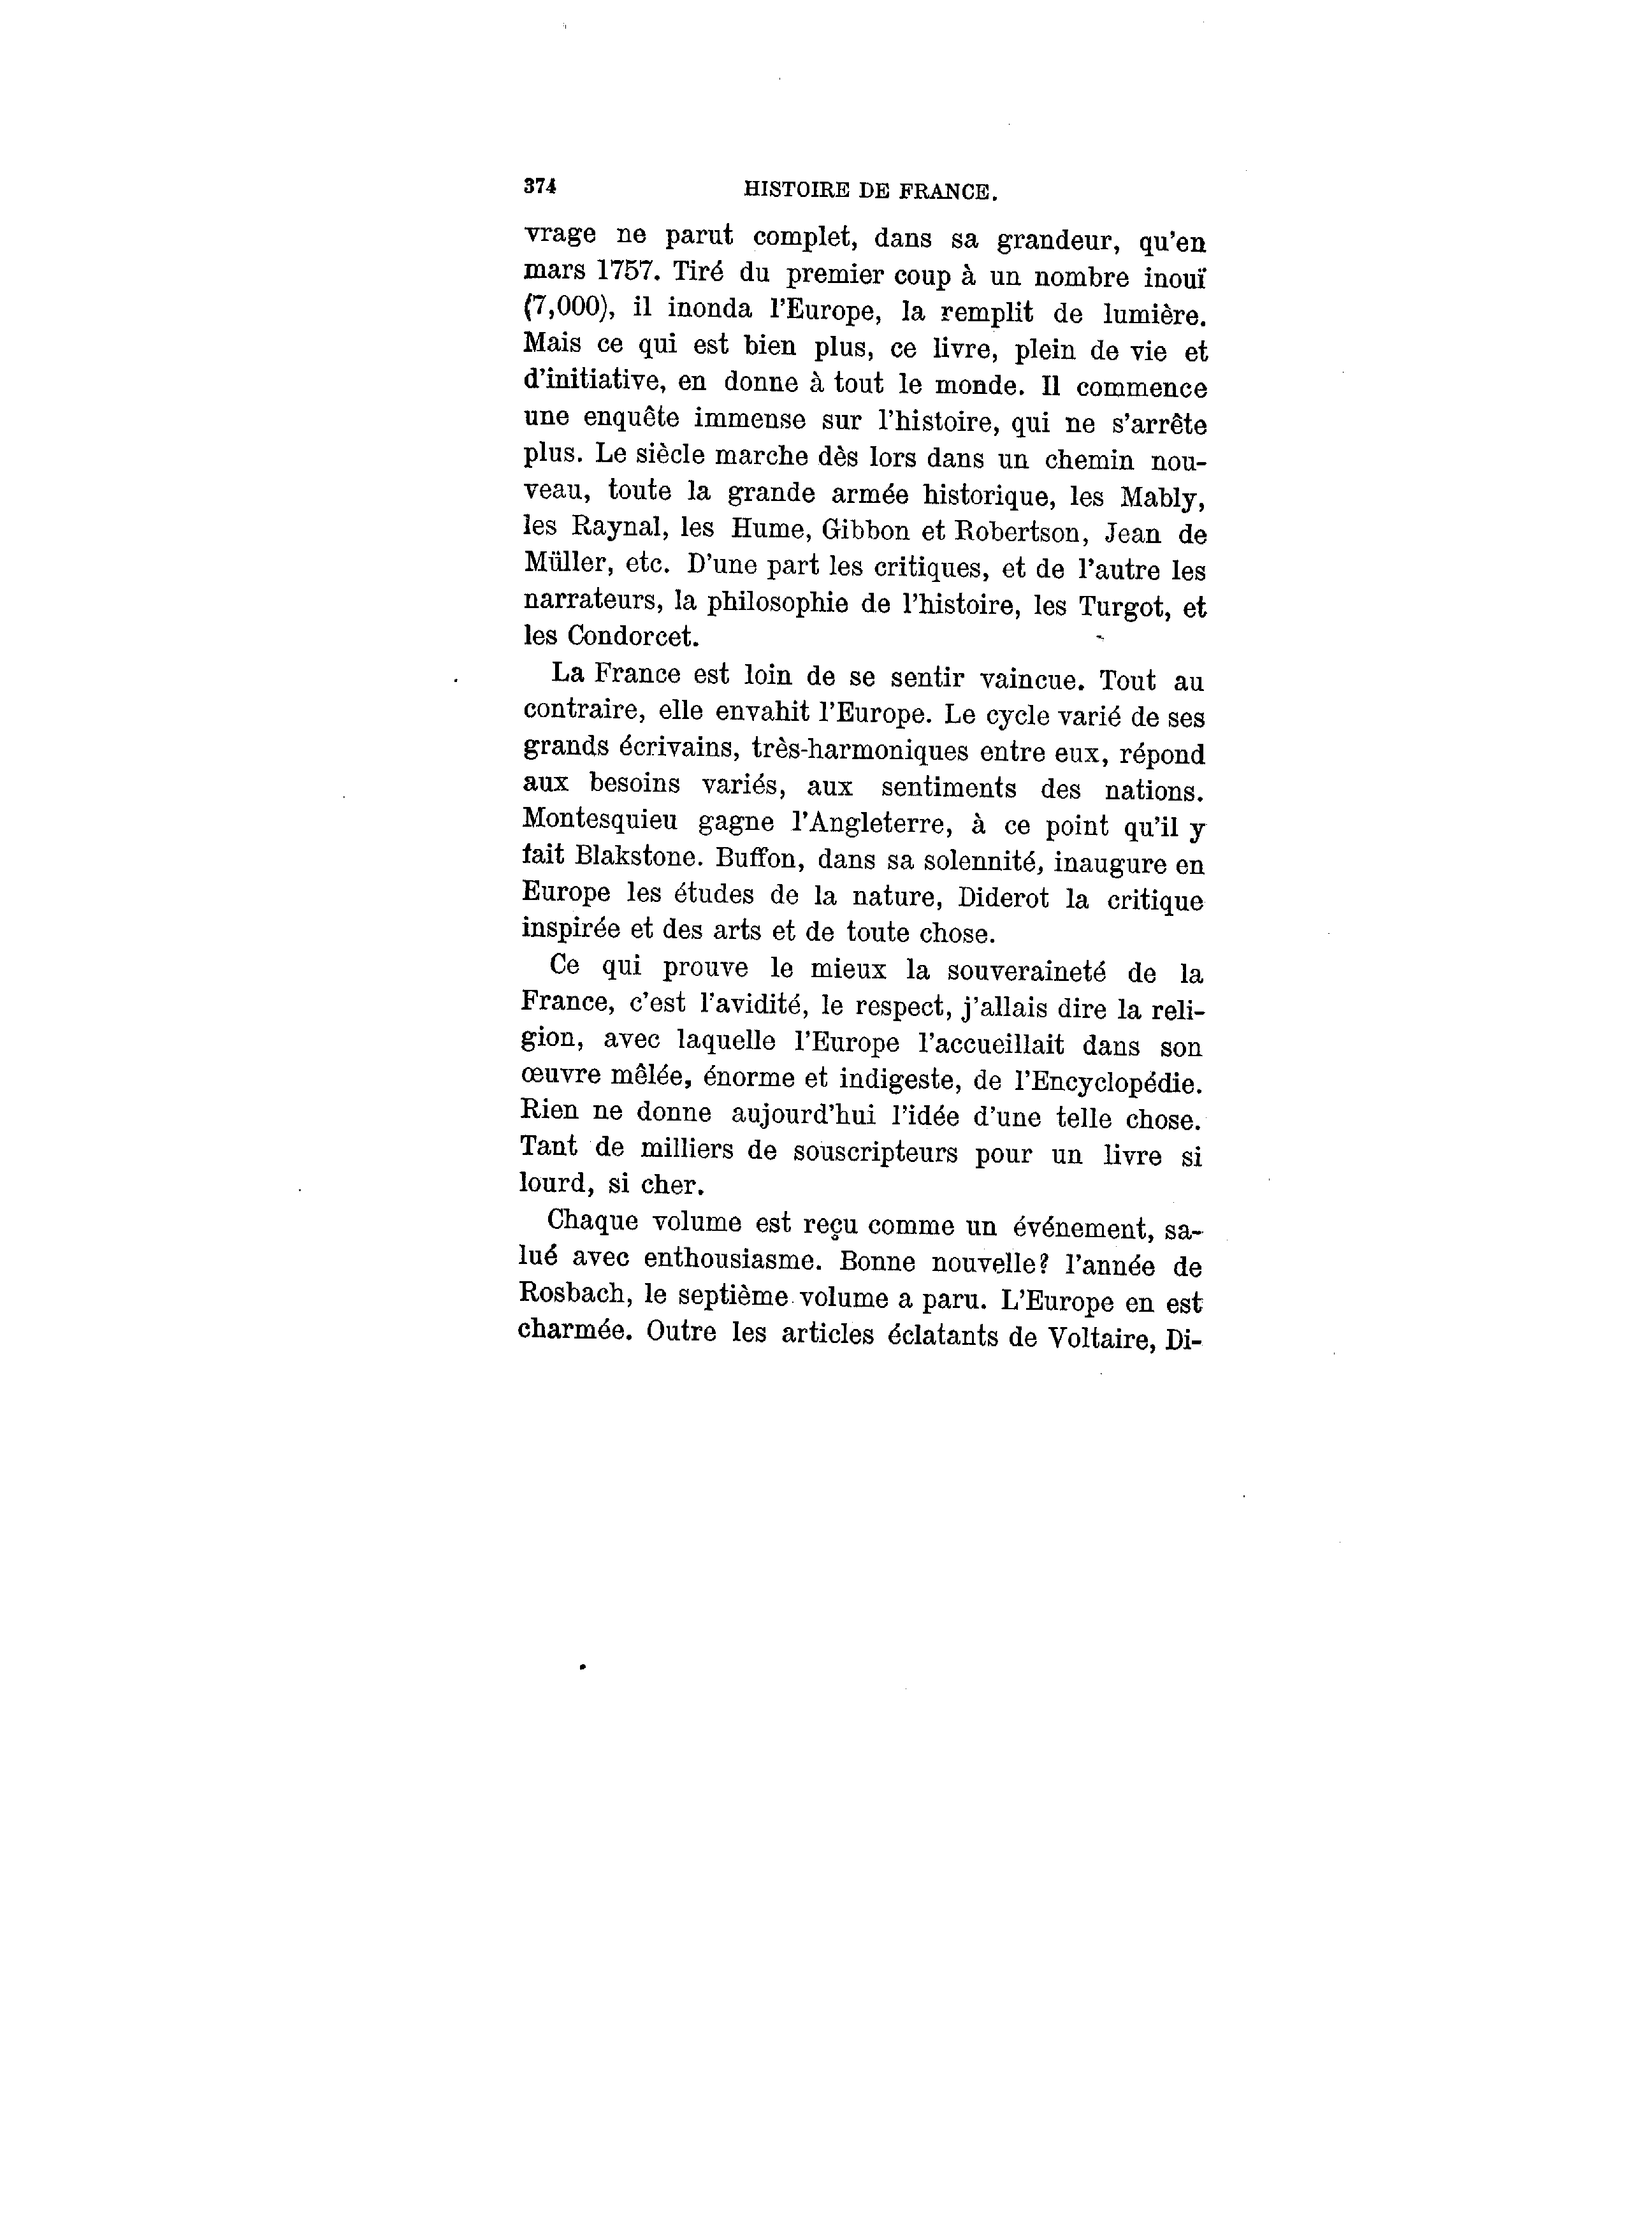 374 HISTOIRE DE FRANCE.
vrage ne parut complet, dans sa grandeur, qu'en
mars 1757. Tiré du premier coup à un nombre inouï
(7,000), il inonda l'Europe, la remplit de lumière.
Mais ce qui est bien plus, ce livre, plein de vie et
d'initiative, en donne à tout le monde. Il commence
une enquête immense sur l'histoire, qui ne s'arrête
plus. Le siècle marche dès lors dans un chemin nou-
veau, toute la grande armée historique, les Mably,
les Raynal, les Hume, Gibbon et Robertson, Jean de
Müller, etc. D'une part les critiques, et de l'autre les
narrateurs, la philosophie de l'histoire, les Turgot, et
les Condorcet.
La France est loin de se sentir vaincue. Tout au
contraire, elle envahit l'Europe. Le cycle varié de ses
grands écrivains, très-harmoniques entre eux, répond
aux besoins variés, aux sentiments des nations.
Montesquieu gagne l'Angleterre, à ce point qu'il y
fait Blakstone. Buffon, dans sa solennité, inaugure en
Europe les études de la nature, Diderot la critique
inspirée et des arts et de toute chose.
Ce qui prouve le mieux la souveraineté de la
France, c'est l'avidité, le respect, j'allais dire la reli-
gion, avec laquelle l'Europe l'accueillait dans son
œuvre mêlée, énorme et indigeste, de l'Encyclopédie.
Rien ne donne aujourd'hui l'idée d'une telle chose.
Tant de milliers de souscripteurs pour un livre si
lourd, si cher.
Chaque volume est reçu comme un événement, sa-
lué avec enthousiasme. Bonne nouvelle? l'année de
Rosbach, le septième volume a paru. L'Europe en est
charmée. Outre les articles éclatants de Voltaire, Di-